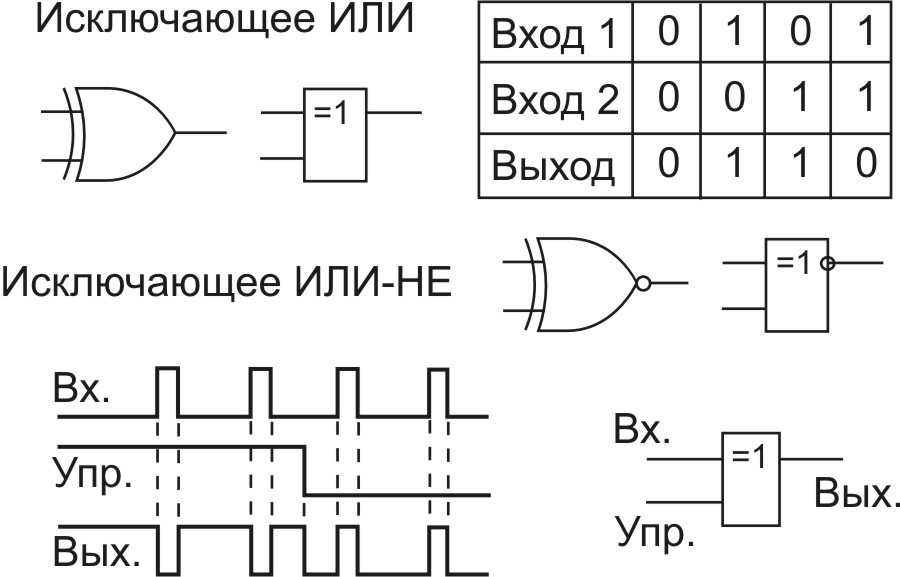 Исключающее ИЛИ
=1
Вход 1 0 1 0 1
Вход 2 0 0 1 1
Выход 0 1 1 0
Исключающее ИЛИ-НЕ
=1
Вх.
Упр.
Вых.
Вх.
=1
Вых.
Упр.